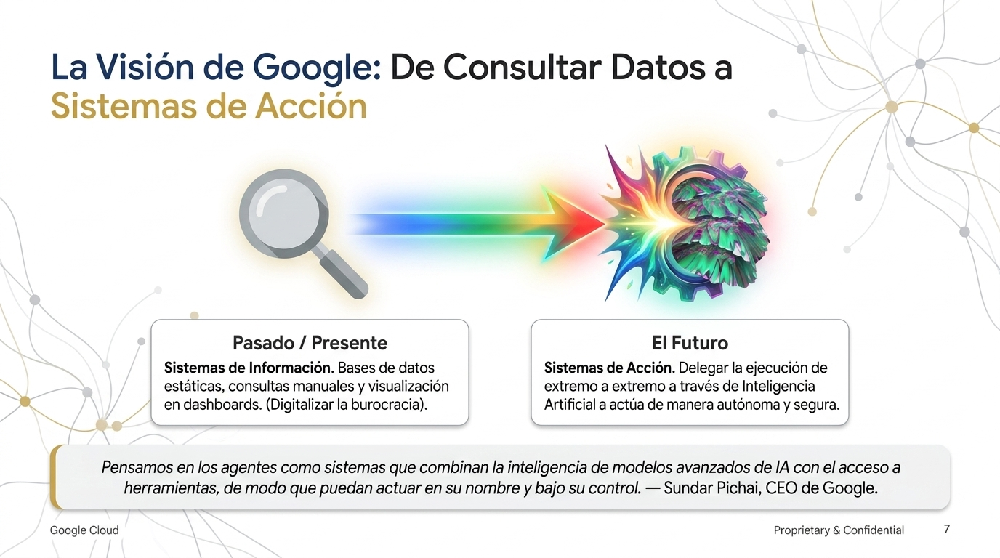 La Visión de Google: De Consultar Datos a
Sistemas de Acción
Pasado / Presente
Sistemas de Información. Bases de datos
estáticas, consultas manuales y visualización
en dashboards. (Digitalizar la burocracia).
El Futuro
Sistemas de Acción. Delegar la ejecución de
extremo a extremo a través de Inteligencia
Artificial a actúa de manera autónoma y segura.
Pensamos en los agentes como sistemas que combinan la inteligencia de modelos avanzados de IA con el acceso a
herramientas, de modo que puedan actuar en su nombre y bajo su control. — Sundar Pichai, CEO de Google.
Google Cloud
Proprietary & Confidential
7